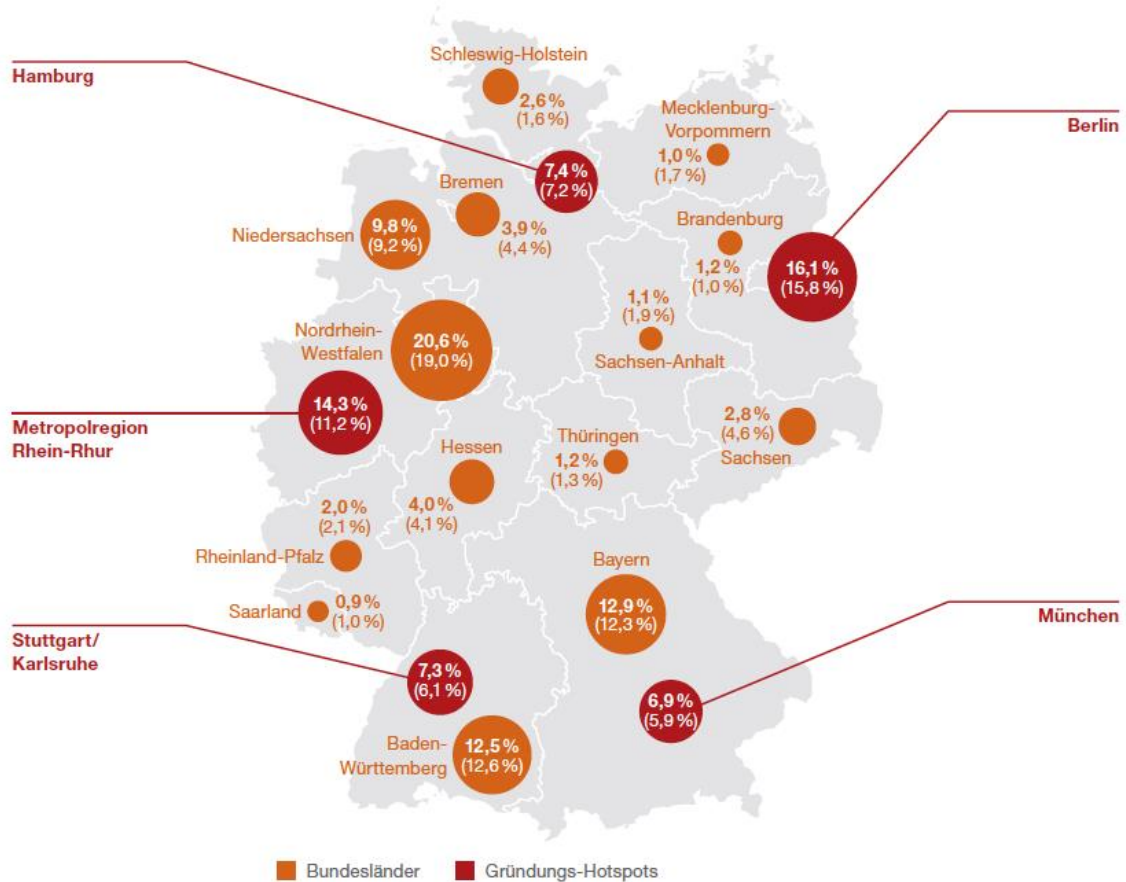 Schleswig-Holstein
2,6 %
(1,6 %)
Hamburg
7,4 %
(7,2 %)
Mecklenburg-
Vorpommern
1,0 %
(1,7 %)
Berlin
16,1 %
(15,8 %)
Bremen
3,9 %
(4,4 %)
Niedersachsen
9,8 %
(9,2 %)
Brandenburg
1,2 %
(1,0 %)
1,1 %
(1,9 %)
Sachsen-Anhalt
Nordrhein-
Westfalen
20,6 %
(19,0 %)
Metropolregion
Rhein-Rhur
14,3 %
(11,2 %)
Hessen
4,0 %
(4,1 %)
Thüringen
1,2 %
(1,3 %)
2,8 %
(4,6 %)
Sachsen
2,0 %
(2,1 %)
Rheinland-Pfalz
Saarland
0,9 %
(1,0 %)
Stuttgart/
Karlsruhe
7,3 %
(6,1 %)
Bayern
12,9 %
(12,3 %)
München
6,9 %
(5,9 %)
Baden-
Württemberg
12,5 %
(12,6 %)
Bundesländer
Gründungs-Hotspots